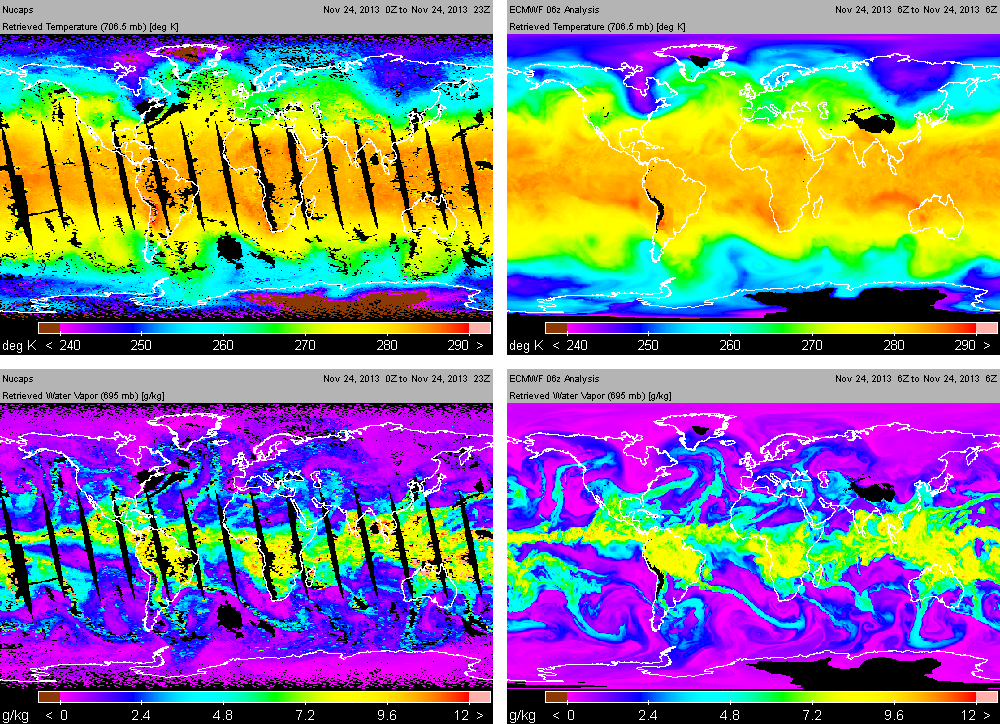 Nucaps Nov 24, 2013 0Z to Nov 24, 2013 23Z
Retrieved Temperature (706.5 mb) [deg K]
deg K < 240 250 260 270 280 290 >
ECMWF 06z Analysis Nov 24, 2013 6Z to Nov 24, 2013 6Z
Retrieved Temperature (706.5 mb) [deg K]
deg K < 240 250 260 270 280 290 >
Nucaps Nov 24, 2013 0Z to Nov 24, 2013 23Z
Retrieved Water Vapor (695 mb) [g/kg]
g/kg < 0 2.4 4.8 7.2 9.6 12 >
ECMWF 06z Analysis Nov 24, 2013 6Z to Nov 24, 2013 6Z
Retrieved Water Vapor (695 mb) [g/kg]
g/kg < 0 2.4 4.8 7.2 9.6 12 >